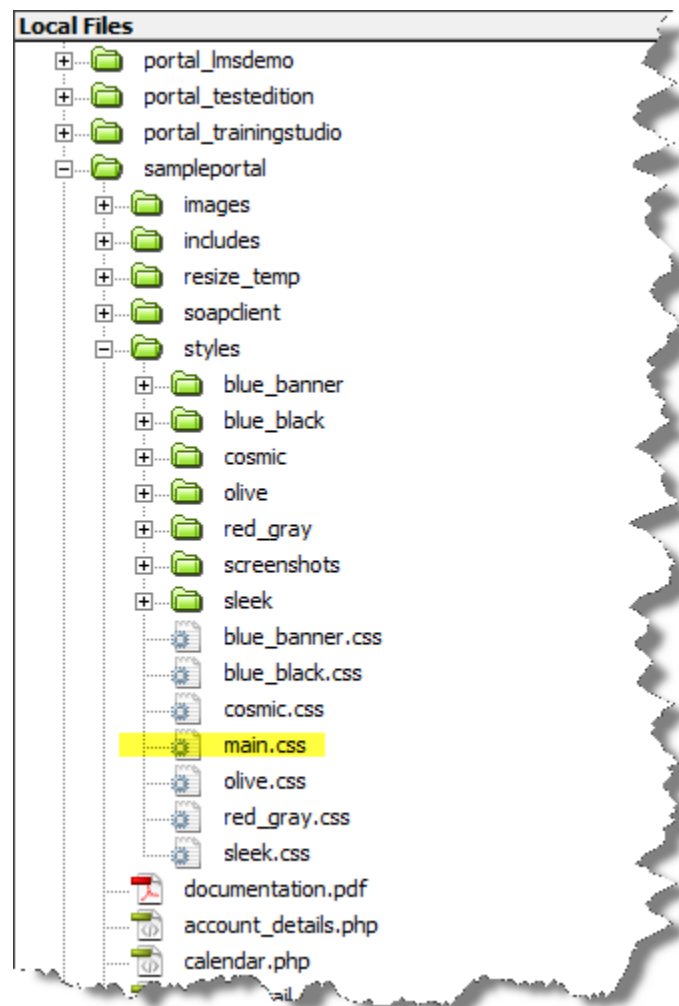 Local Files
portal_lmsdemo
portal_testedition
portal_trainingstudio
sampleportal
images
includes
resize_temp
soapclient
styles
blue_banner
blue_black
cosmic
olive
red_gray
screenshots
sleek
blue_banner.css
blue_black.css
cosmic.css
main.css
olive.css
red_gray.css
sleek.css
documentation.pdf
account_details.php
calendar.php